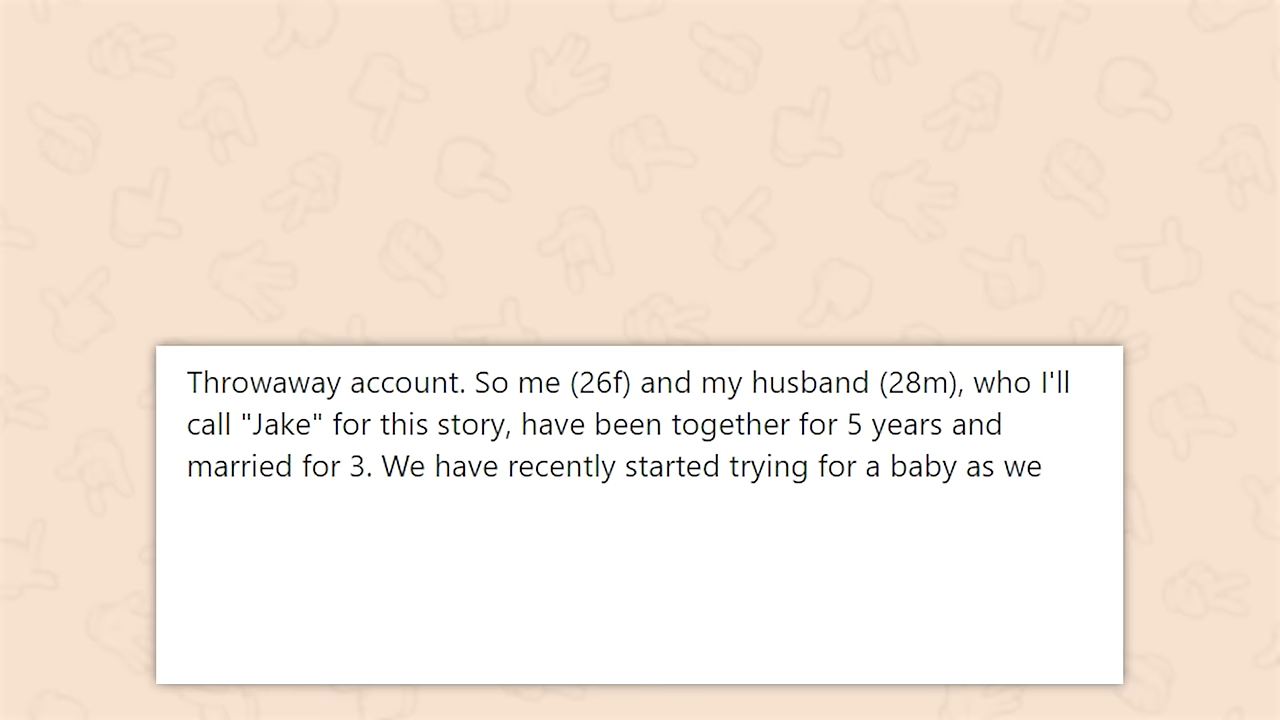 Throwaway account. So me (26f) and my husband (28m), who I'll
call "Jake" for this story, have been together for 5 years and
married for 3. We have recently started trying for a baby as we